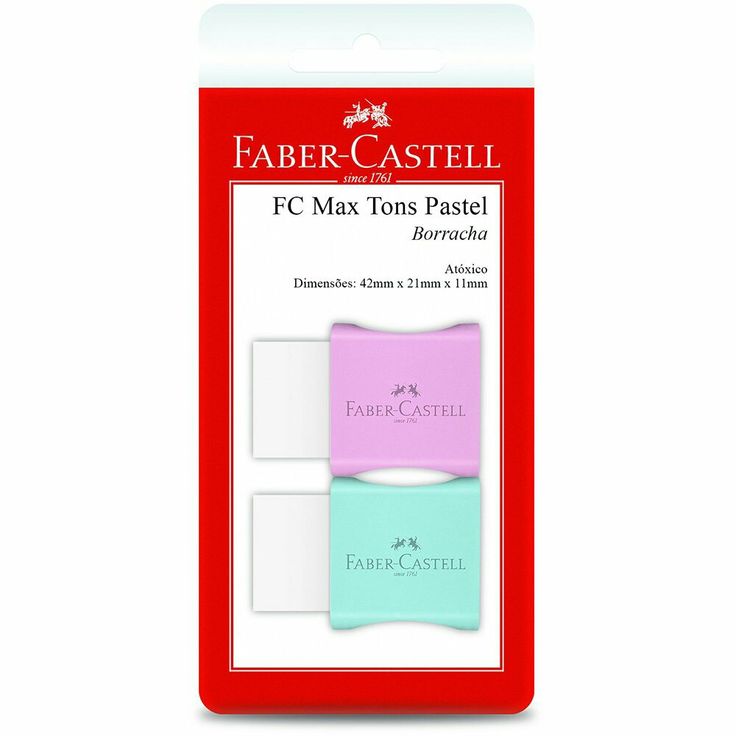 FABER-CASTELL
since 1761
FC Max Tons Pastel
Borracha
Atóxico
Dimensões: 42mm x 21mm x 11mm
FABER-CASTELL
since 1761
FABER-CASTELL
since 1761